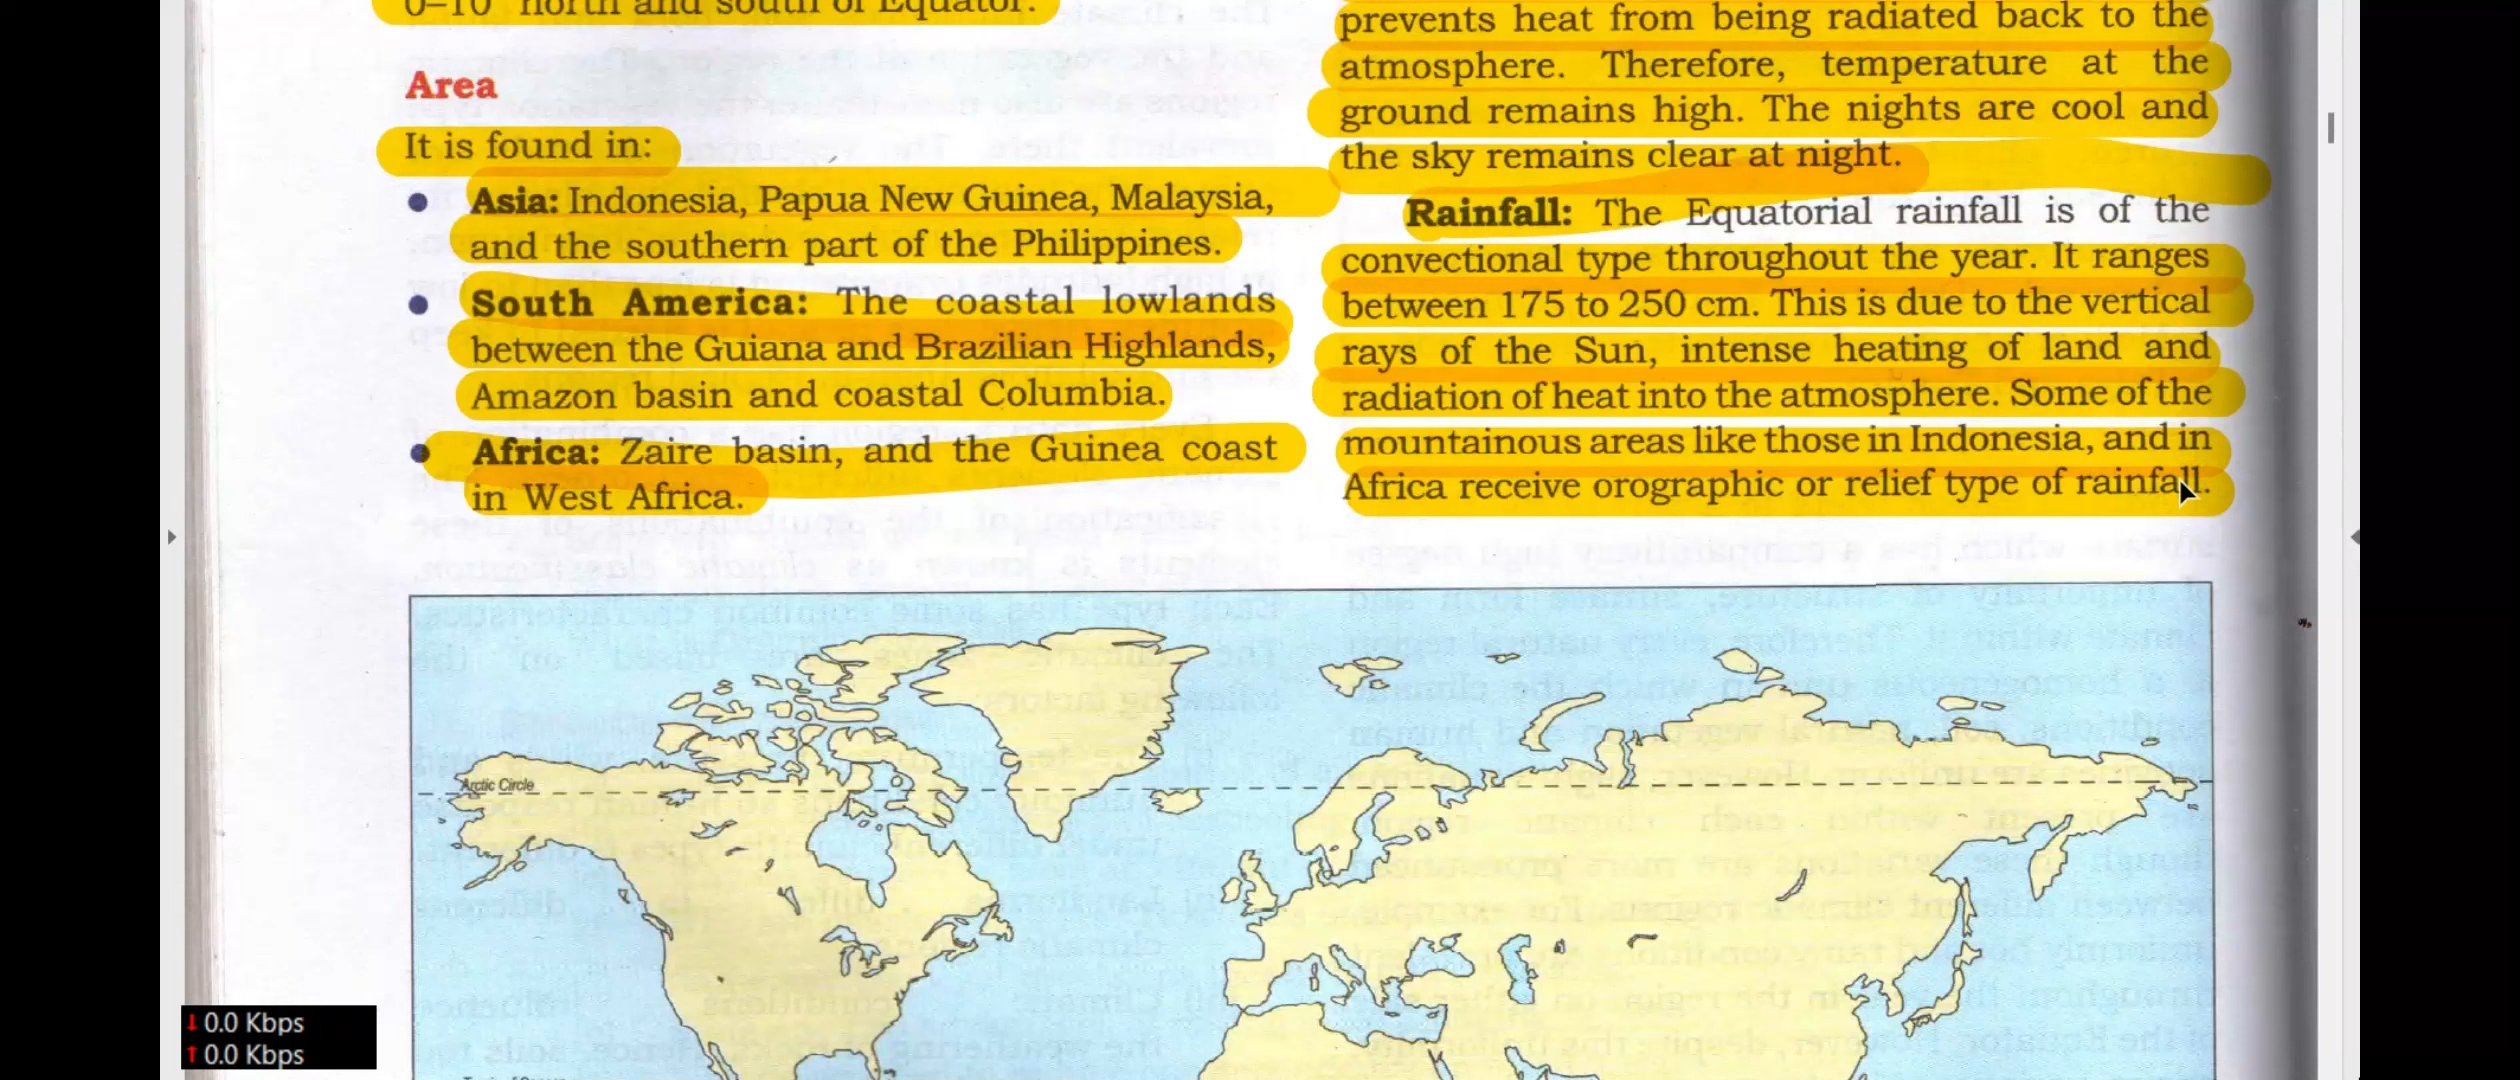 0–10° north and south of Equator.
Area
It is found in:
Asia: Indonesia, Papua New Guinea, Malaysia,
and the southern part of the Philippines.
South America: The coastal lowlands
between the Guiana and Brazilian Highlands,
Amazon basin and coastal Columbia.
Africa: Zaire basin, and the Guinea coast
in West Africa.
prevents heat from being radiated back to the
atmosphere. Therefore, temperature at the
ground remains high. The nights are cool and
the sky remains clear at night.
Rainfall: The Equatorial rainfall is of the
convectional type throughout the year. It ranges
between 175 to 250 cm. This is due to the vertical
rays of the Sun, intense heating of land and
radiation of heat into the atmosphere. Some of the
mountainous areas like those in Indonesia, and in
Africa receive orographic or relief type of rainfall.
Arctic Circle
0.0 Kbps
0.0 Kbps